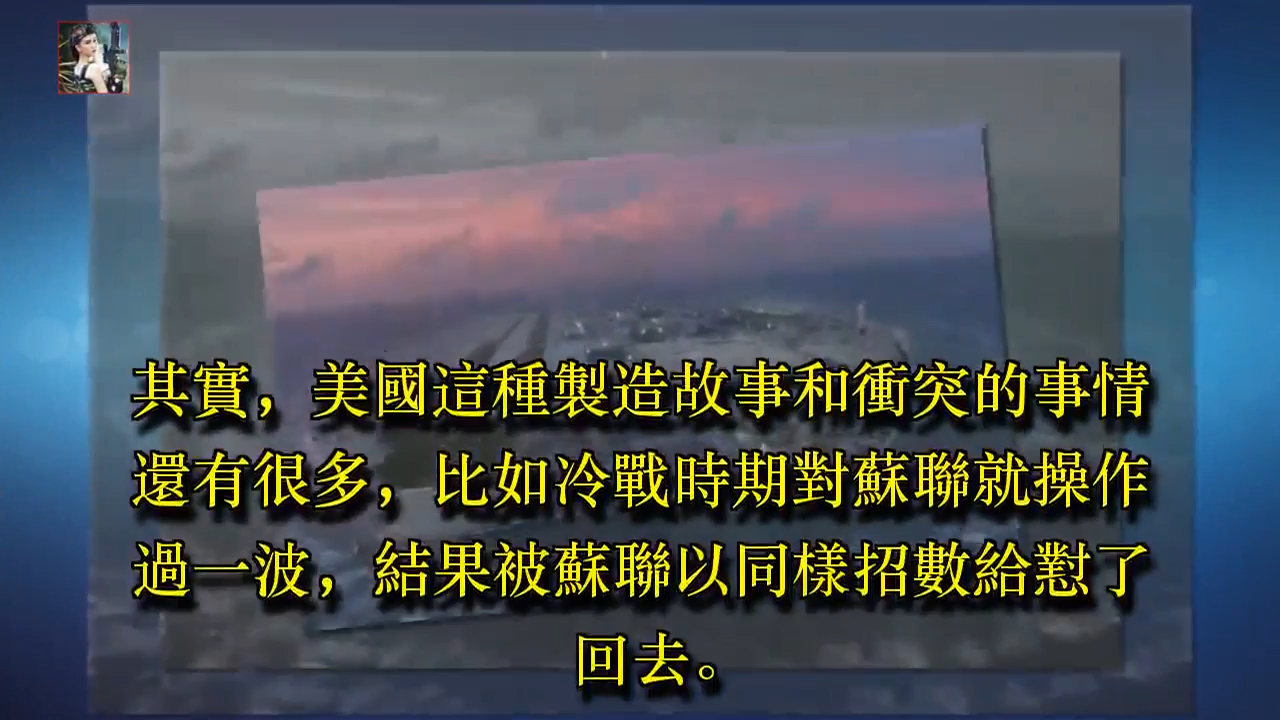 其實，美國這種製造故事和衝突的事情
還有很多，比如冷戰時期對蘇聯就操作
過一波，結果被蘇聯以同樣招數給懟了
回去。